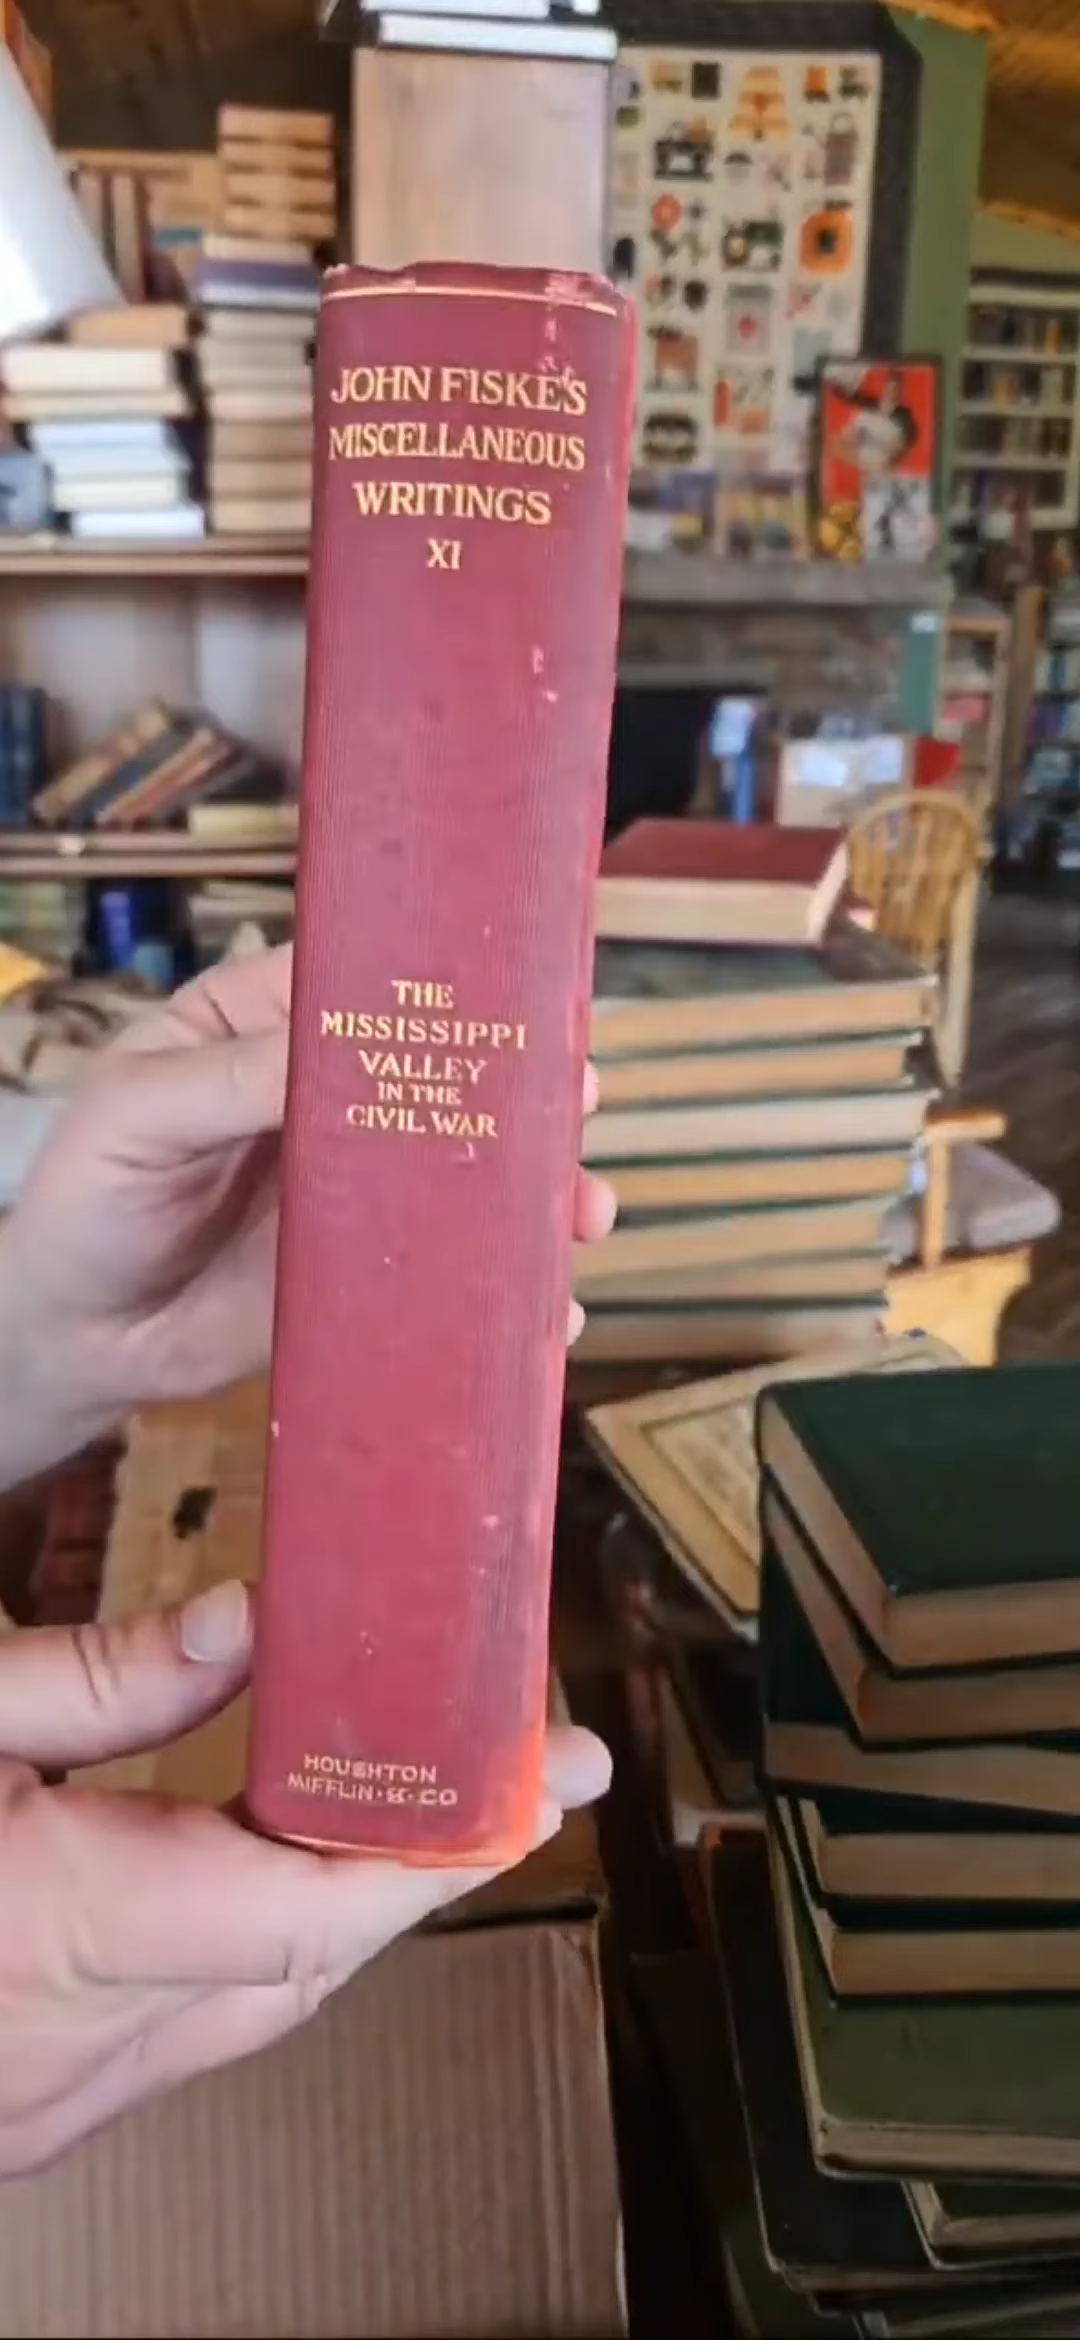 JOHN FISKE'S
MISCELLANEOUS
WRITINGS
XI
THE
MISSISSIPPI
VALLEY
IN THE
CIVIL WAR
HOUGHTON
MIFFLIN·&·CO